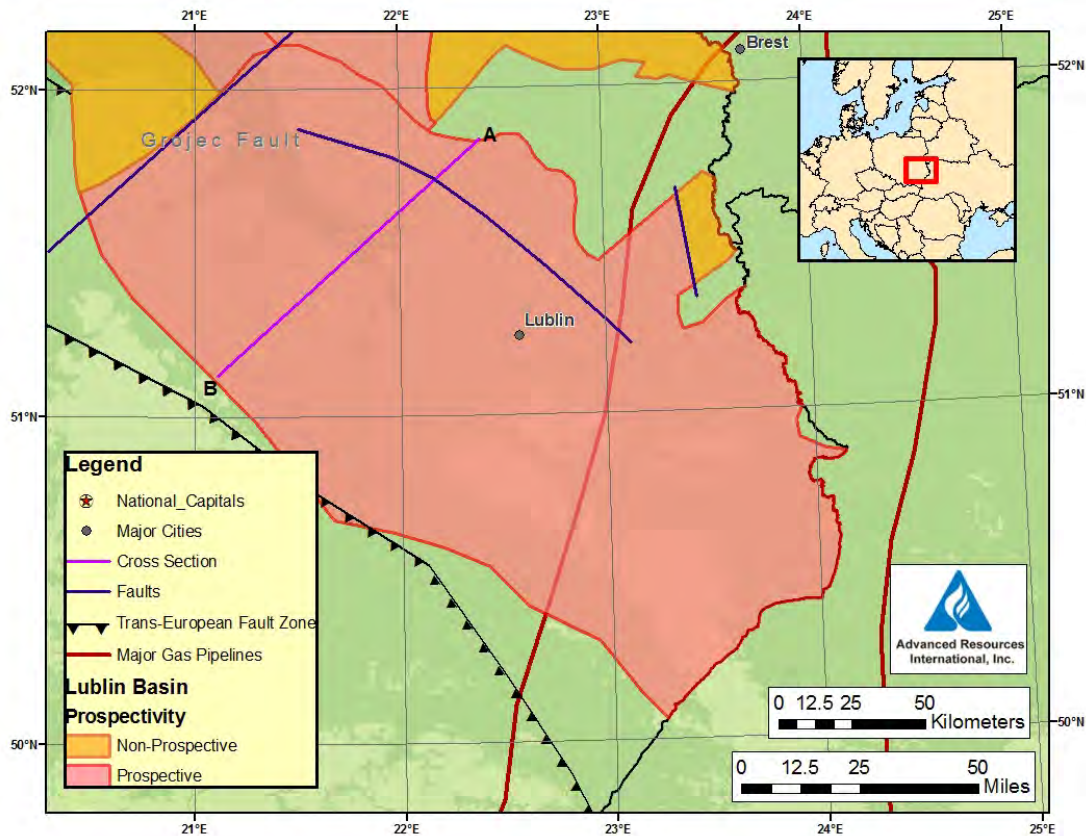 21°E 22°E 23°E 24°E 25°E
Brest
52°N 52°N
Grojec Fault
A
Lublin
B
51°N 51°N
Legend
National_Capitals
Major Cities
Cross Section
Faults
Trans-European Fault Zone
Major Gas Pipelines
Lublin Basin
Prospectivity
Non-Prospective
Prospective
Advanced Resources
International, Inc.
0 12.5 25 50
Kilometers
0 12.5 25 50
Miles
50°N 50°N
21°E 22°E 23°E 24°E 25°E